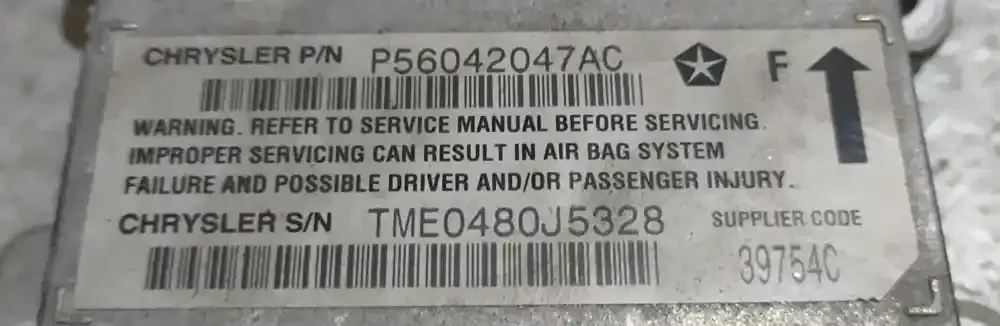 CHRYSLER P/N P56042047AC F
WARNING. REFER TO SERVICE MANUAL BEFORE SERVICING.
IMPROPER SERVICING CAN RESULT IN AIR BAG SYSTEM
FAILURE AND POSSIBLE DRIVER AND/OR PASSENGER INJURY.
CHRYSLER S/N TME0480J5328 SUPPLIER CODE
39754C